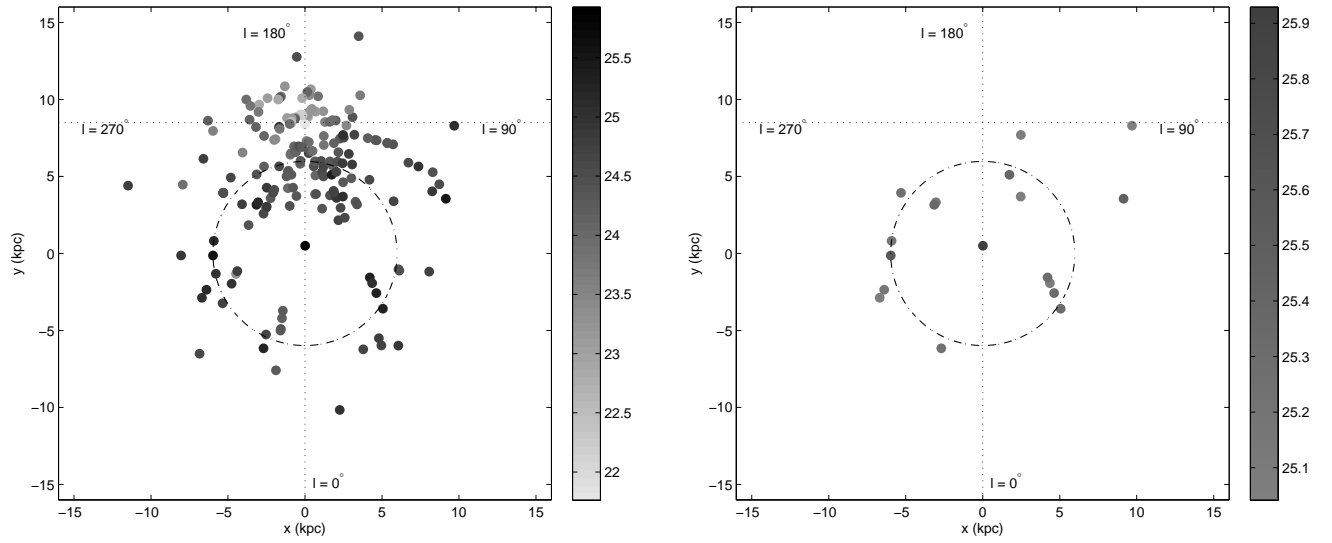 15
10
5
0
−5
−10
−15
y (kpc)
−15 −10 −5 0 5 10 15
x (kpc)
l = 180°
l = 270°
l = 90°
l = 0°
25.5
25
24.5
24
23.5
23
22.5
22
15
10
5
0
−5
−10
−15
y (kpc)
−15 −10 −5 0 5 10 15
x (kpc)
l = 180°
l = 270°
l = 90°
l = 0°
25.9
25.8
25.7
25.6
25.5
25.4
25.3
25.2
25.1